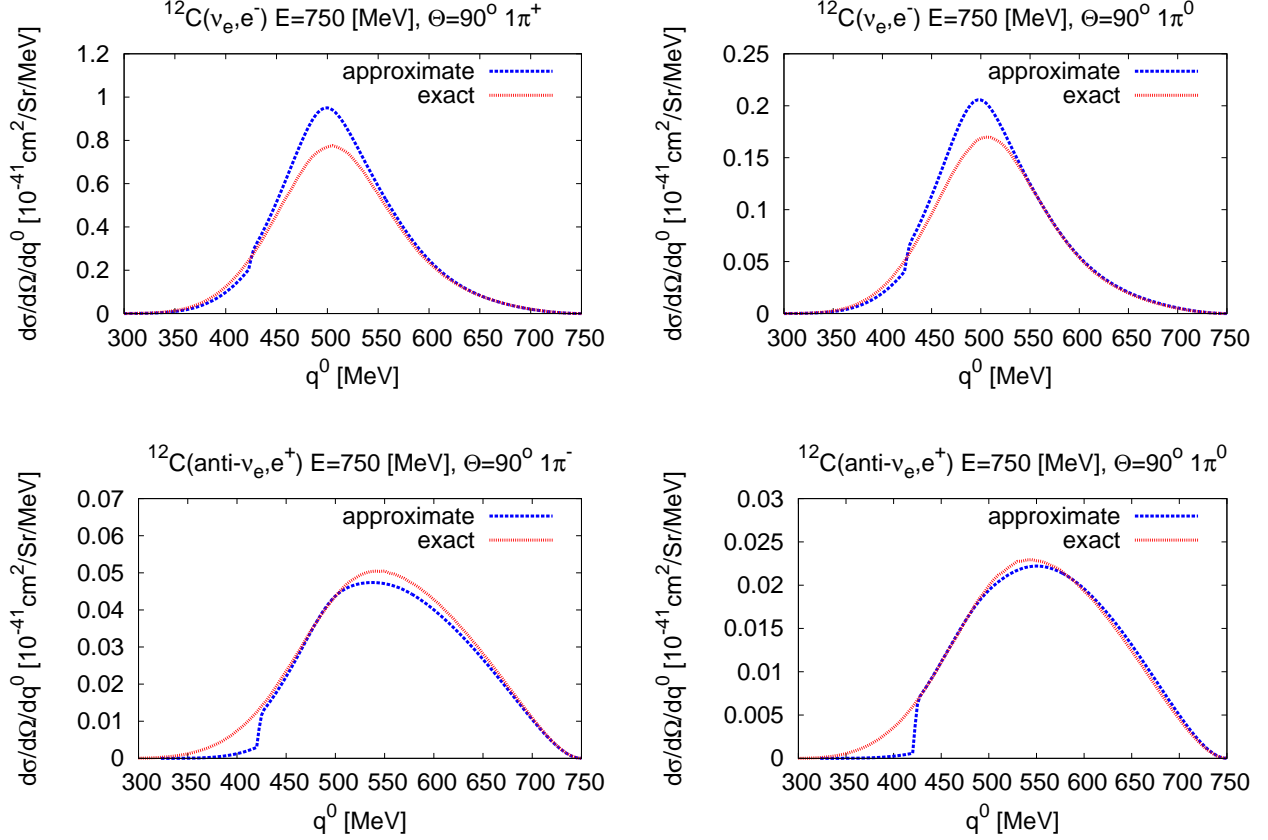 ¹²C(νₑ,e⁻) E=750 [MeV], Θ=90° 1π⁺
dσ/dΩ/dq⁰ [10⁻⁴¹cm²/Sr/MeV]
1.2
1
0.8
0.6
0.4
0.2
0
approximate
exact
300 350 400 450 500 550 600 650 700 750
q⁰ [MeV]
¹²C(νₑ,e⁻) E=750 [MeV], Θ=90° 1π⁰
dσ/dΩ/dq⁰ [10⁻⁴¹cm²/Sr/MeV]
0.25
0.2
0.15
0.1
0.05
0
approximate
exact
300 350 400 450 500 550 600 650 700 750
q⁰ [MeV]
¹²C(anti-νₑ,e⁺) E=750 [MeV], Θ=90° 1π⁻
dσ/dΩ/dq⁰ [10⁻⁴¹cm²/Sr/MeV]
0.07
0.06
0.05
0.04
0.03
0.02
0.01
0
approximate
exact
300 350 400 450 500 550 600 650 700 750
q⁰ [MeV]
¹²C(anti-νₑ,e⁺) E=750 [MeV], Θ=90° 1π⁰
dσ/dΩ/dq⁰ [10⁻⁴¹cm²/Sr/MeV]
0.03
0.025
0.02
0.015
0.01
0.005
0
approximate
exact
300 350 400 450 500 550 600 650 700 750
q⁰ [MeV]